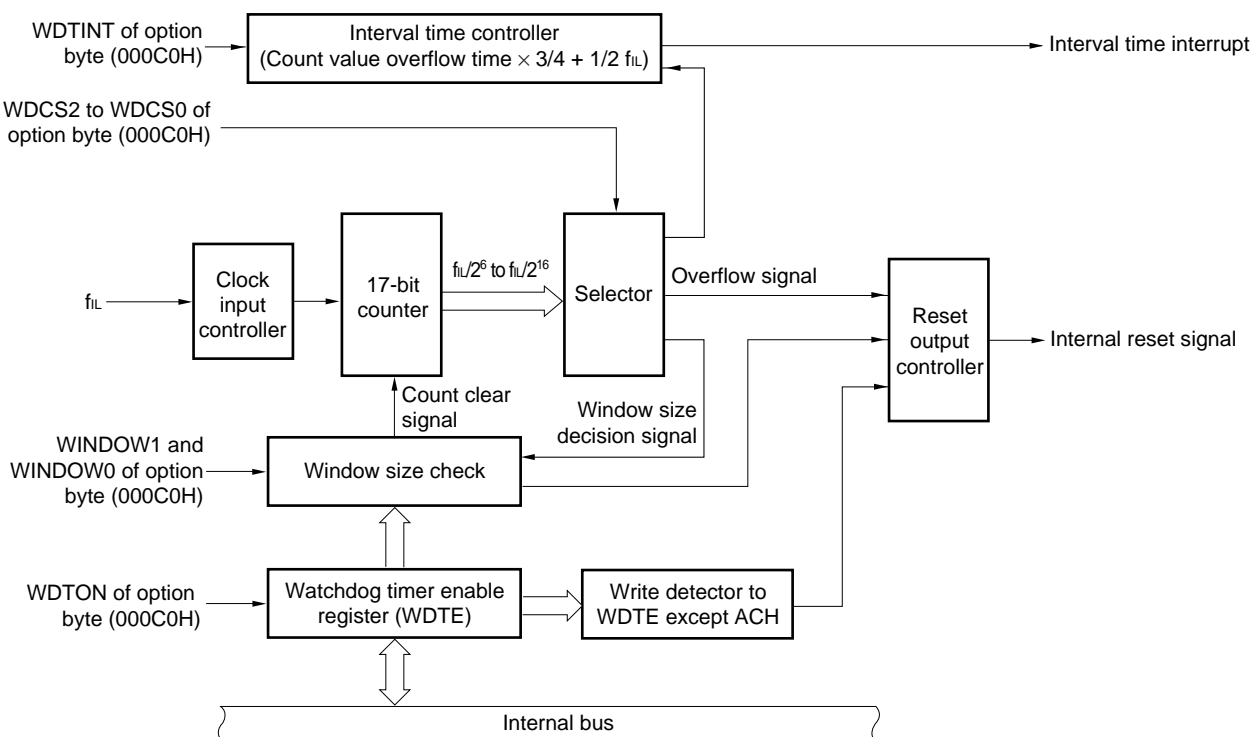 WDTINT of option
byte (000C0H)
Interval time controller
(Count value overflow time × 3/4 + 1/2 fIL)
Interval time interrupt
WDCS2 to WDCS0 of
option byte (000C0H)
fIL
Clock
input
controller
17-bit
counter
fIL/2⁶ to fIL/2¹⁶
Selector
Overflow signal
Reset
output
controller
Internal reset signal
Count clear
signal
Window size
decision signal
WINDOW1 and
WINDOW0 of option
byte (000C0H)
Window size check
WDTON of option
byte (000C0H)
Watchdog timer enable
register (WDTE)
Write detector to
WDTE except ACH
Internal bus